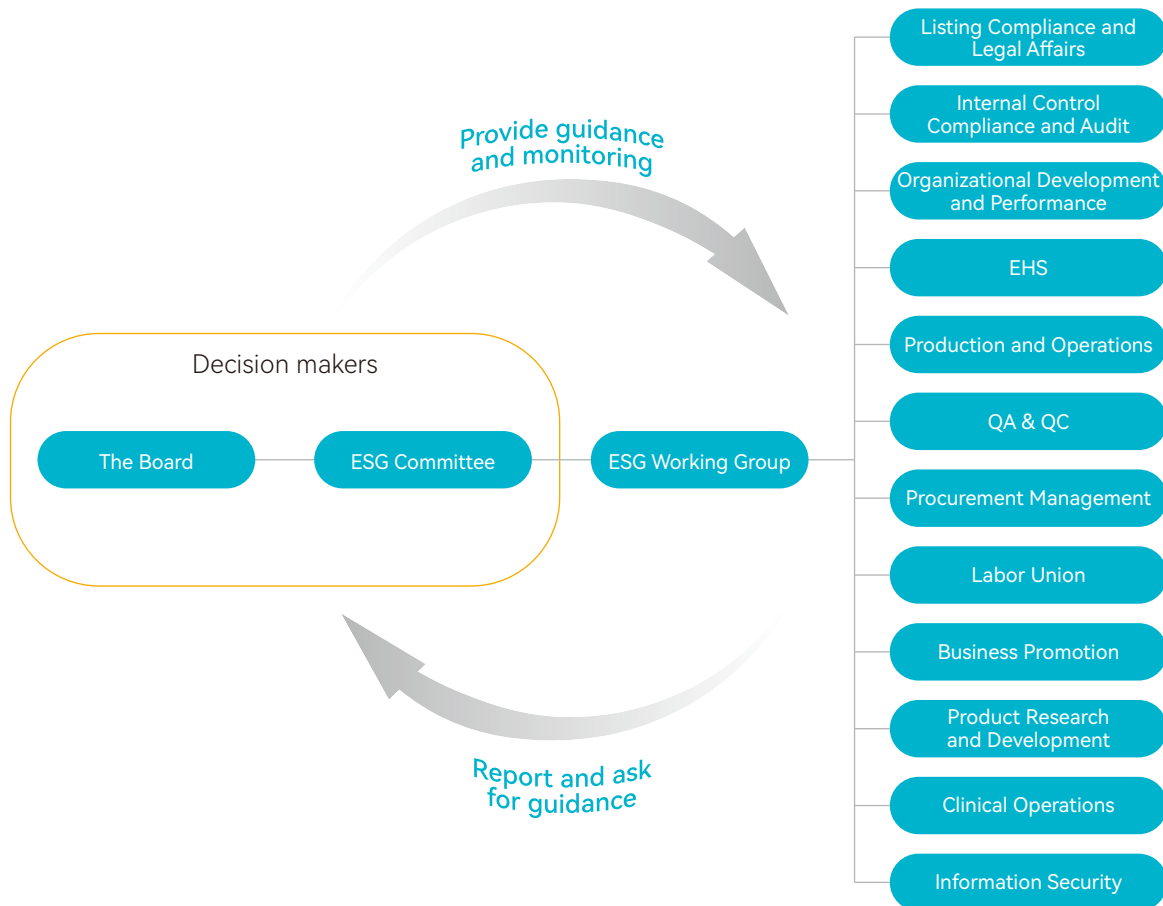 Provide guidance
and monitoring
Decision makers
The Board
ESG Committee
ESG Working Group
Report and ask
for guidance
Listing Compliance and
Legal Affairs
Internal Control
Compliance and Audit
Organizational Development
and Performance
EHS
Production and Operations
QA & QC
Procurement Management
Labor Union
Business Promotion
Product Research
and Development
Clinical Operations
Information Security